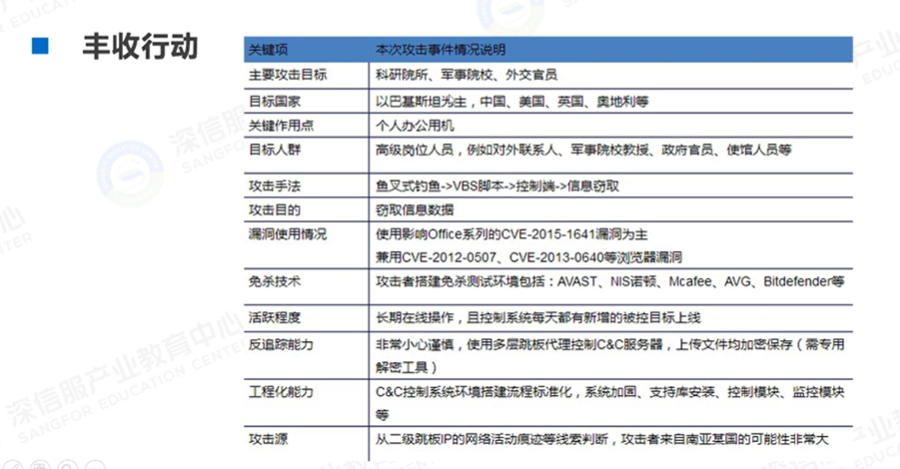 丰收行动
关键项 本次攻击事件情况说明
主要攻击目标 科研院所、军事院校、外交官员
目标国家 以巴基斯坦为主，中国、美国、英国、奥地利等
关键作用点 个人办公用机
目标人群 高级岗位人员，例如对外联系人、军事院校教授、政府官员、使馆人员等
攻击手法 鱼叉式钓鱼->VBS脚本->控制端->信息窃取
攻击目的 窃取信息数据
漏洞使用情况 使用影响Office系列的CVE-2015-1641漏洞为主
兼用CVE-2012-0507、CVE-2013-0640等浏览器漏洞
免杀技术 攻击者搭建免杀测试环境包括：AVAST、NIS诺顿、Mcafee、AVG、Bitdefender等
活跃程度 长期在线操作，且控制系统每天都有新增的被控目标上线
反追踪能力 非常小心谨慎，使用多层跳板代理控制C&C服务器，上传文件均加密保存（需专用
解密工具）
工程化能力 C&C控制系统环境搭建流程标准化，系统加固、支持库安装、控制模块、监控模块
等
攻击源 从二级跳板IP的网络活动痕迹等线索判断，攻击者来自南亚某国的可能性非常大
深信服产业教育中心
SANGFOR EDUCATION CENTER